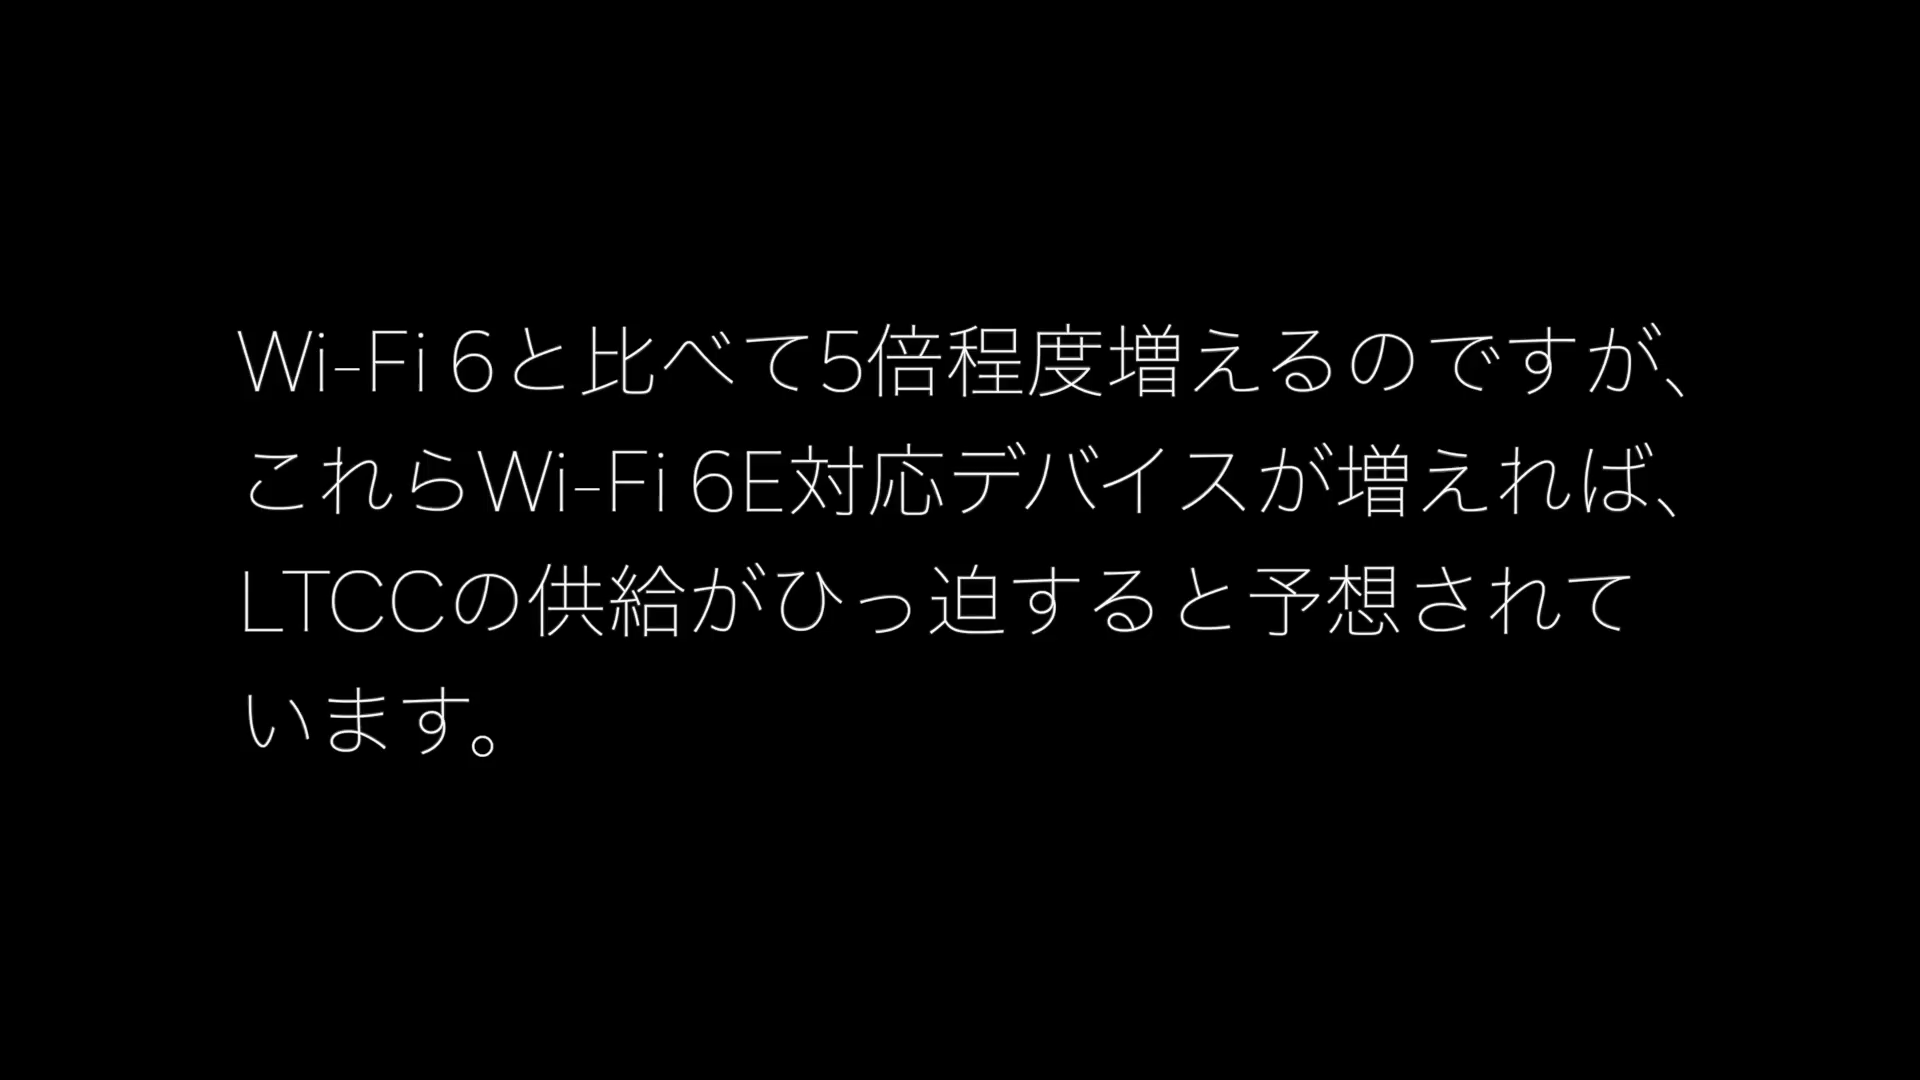 Wi-Fi 6と比べて5倍程度増えるのですが、
これらWi-Fi 6E対応デバイスが増えれば、
LTCCの供給がひっ迫すると予想されて
います。